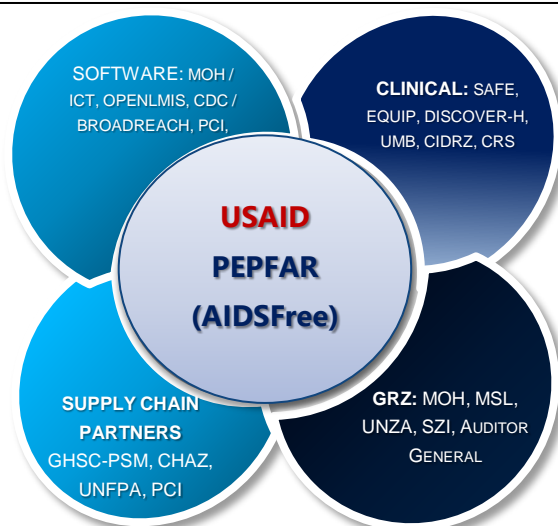 SOFTWARE: MOH /
ICT, OPENLMIS, CDC /
BROADREACH, PCI,
CLINICAL: SAFE,
EQUIP, DISCOVER-H,
UMB, CIDRZ, CRS
USAID
PEPFAR
(AIDSFree)
SUPPLY CHAIN
PARTNERS
GHSC-PSM, CHAZ,
UNFPA, PCI
GRZ: MOH, MSL,
UNZA, SZI, AUDITOR
GENERAL